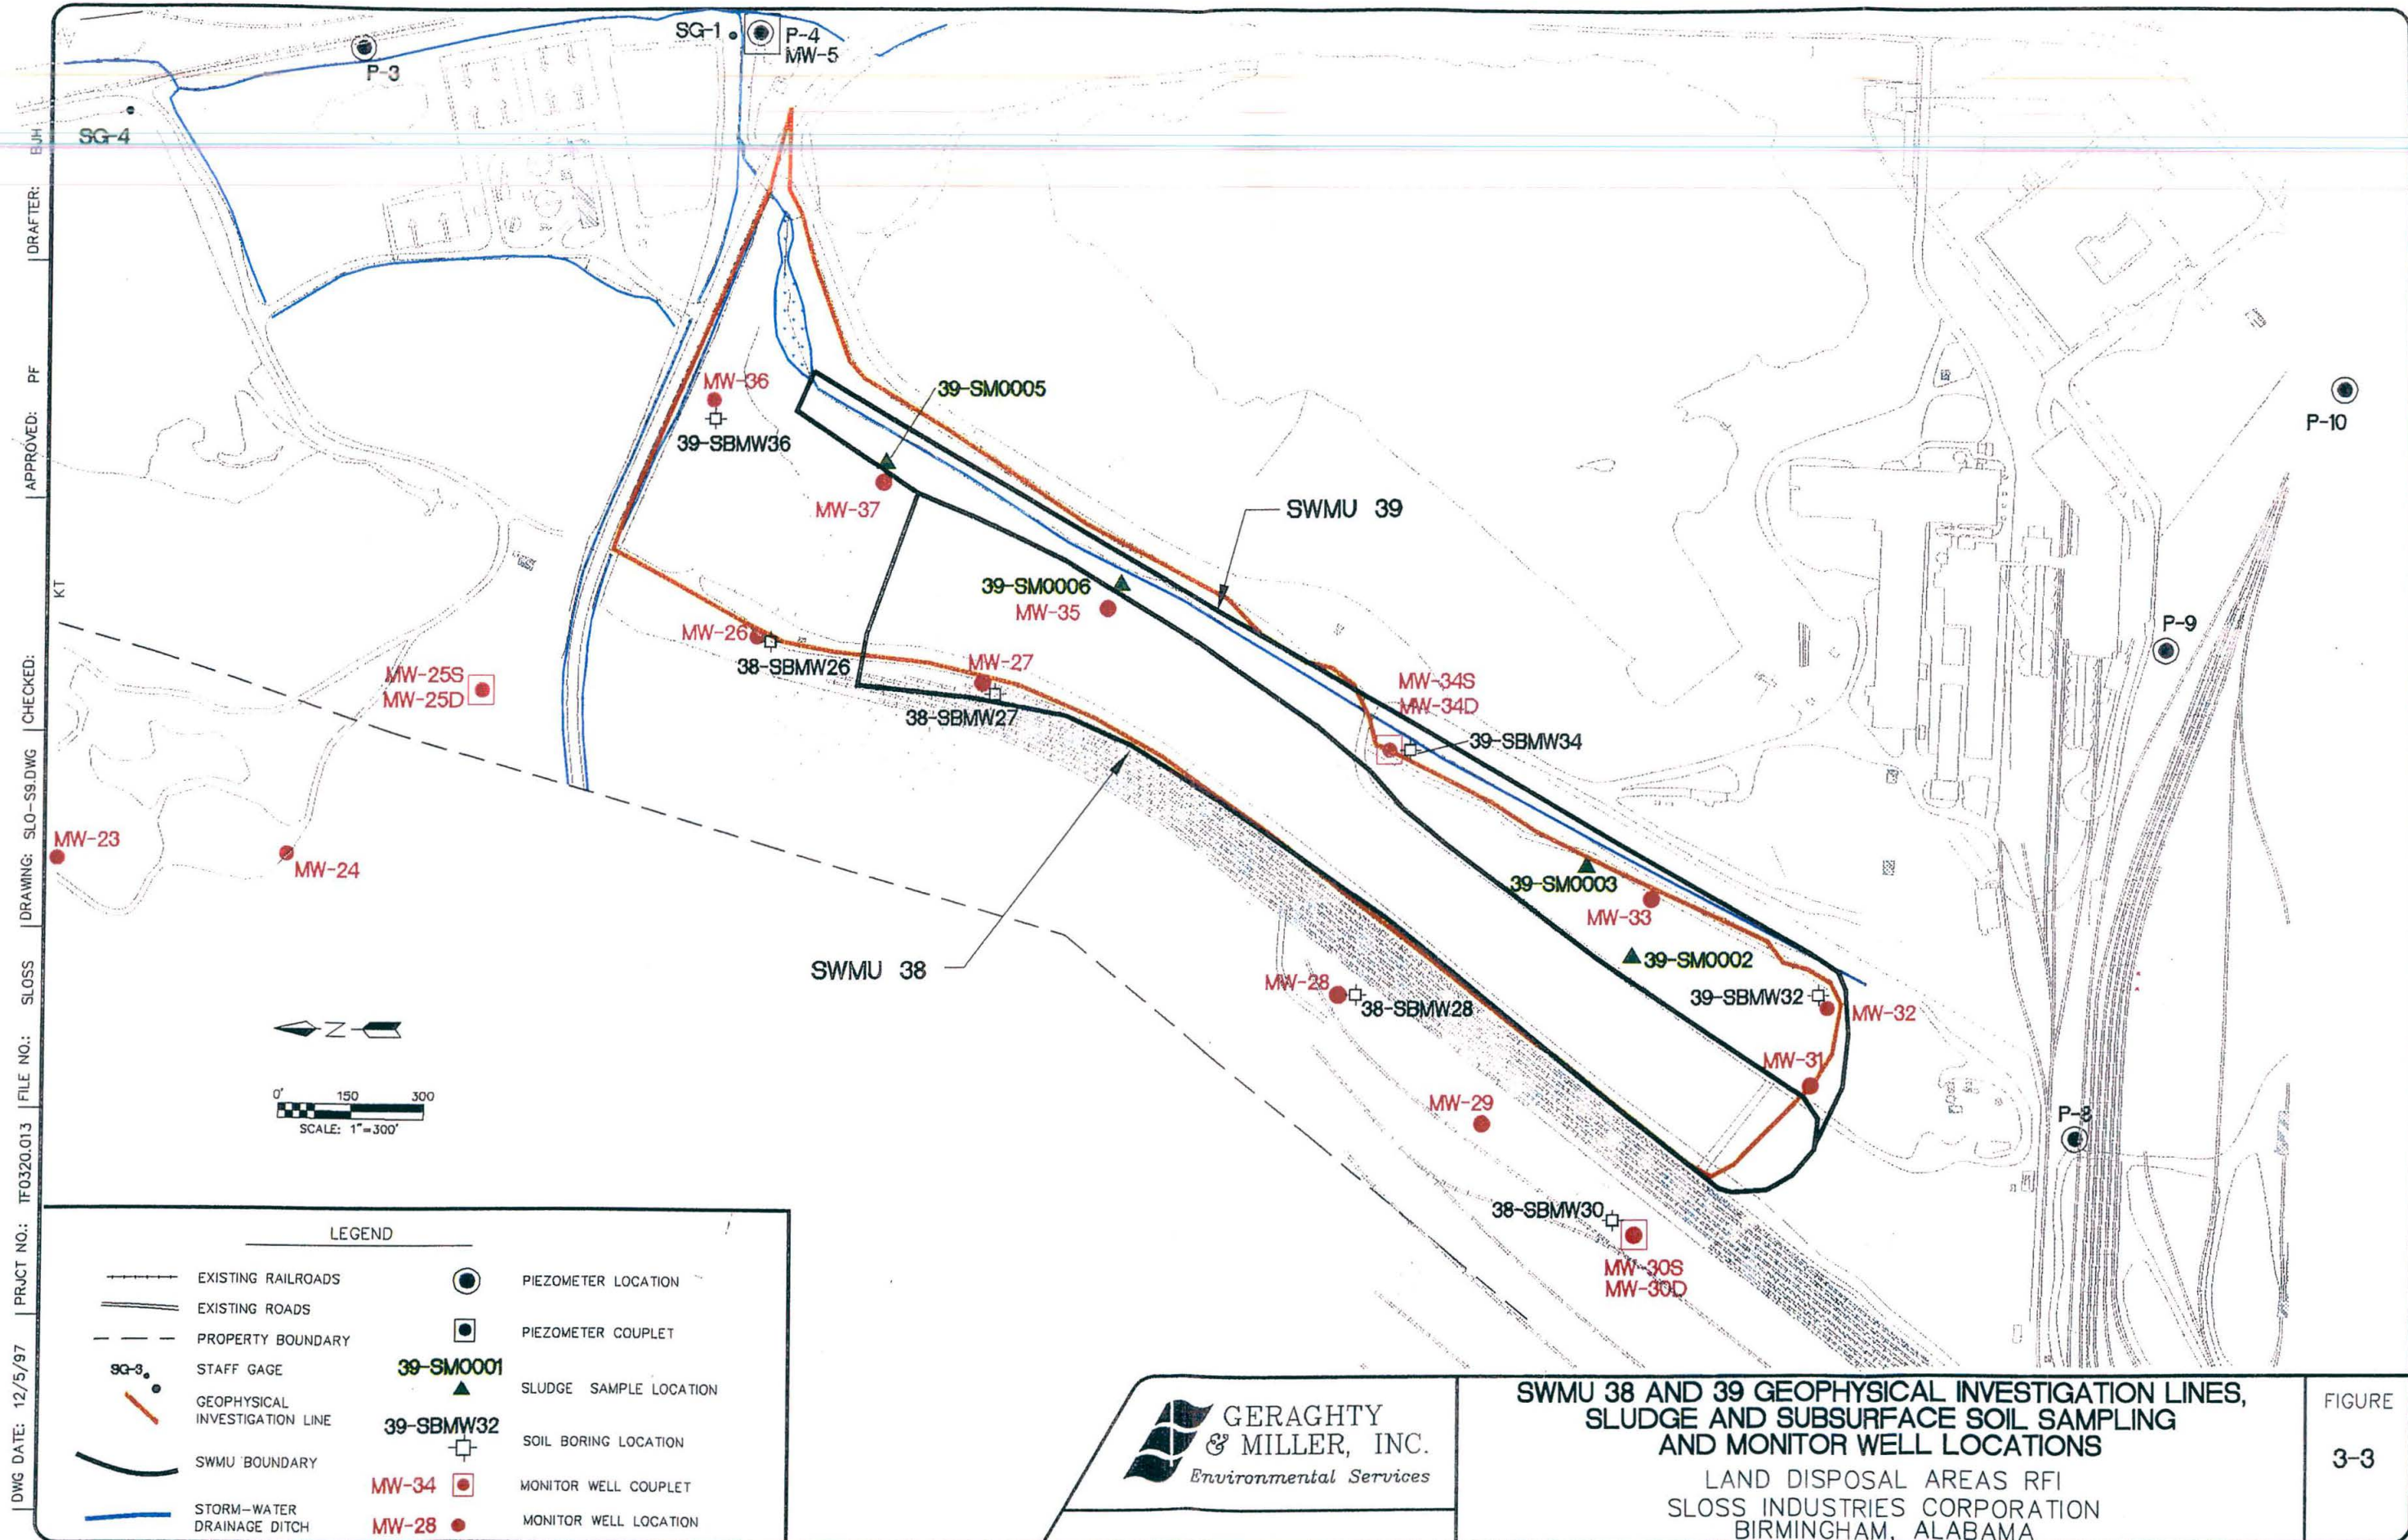 SG-1
P-4
MW-5
P-3
SG-4
MW-36
39-SBMW36
39-SM0005
MW-37
SWMU 39
39-SM0006
MW-35
P-10
P-9
MW-26
38-SBMW26
MW-27
38-SBMW27
MW-25S
MW-25D
MW-34S
MW-34D
39-SBMW34
MW-23
MW-24
39-SM0003
MW-33
39-SM0002
SWMU 38
MW-28
38-SBMW28
39-SBMW32
MW-32
MW-31
MW-29
P-8
38-SBMW30
MW-30S
MW-30D
N
0' 150 300
SCALE: 1"=300'
LEGEND
EXISTING RAILROADS
EXISTING ROADS
PROPERTY BOUNDARY
SG-3 STAFF GAGE
GEOPHYSICAL
INVESTIGATION LINE
SWMU BOUNDARY
STORM-WATER
DRAINAGE DITCH
PIEZOMETER LOCATION
PIEZOMETER COUPLET
39-SM0001
SLUDGE SAMPLE LOCATION
39-SBMW32
SOIL BORING LOCATION
MW-34 MONITOR WELL COUPLET
MW-28 MONITOR WELL LOCATION
GERAGHTY
& MILLER, INC.
Environmental Services
SWMU 38 AND 39 GEOPHYSICAL INVESTIGATION LINES,
SLUDGE AND SUBSURFACE SOIL SAMPLING
AND MONITOR WELL LOCATIONS
LAND DISPOSAL AREAS RFI
SLOSS INDUSTRIES CORPORATION
BIRMINGHAM, ALABAMA
FIGURE
3-3
DWG DATE: 12/5/97 | PRJCT NO.: TF0320.013 | FILE NO.: SLOSS | DRAWING: SLO-S9.DWG | CHECKED: KT | APPROVED: PF | DRAFTER: BJH